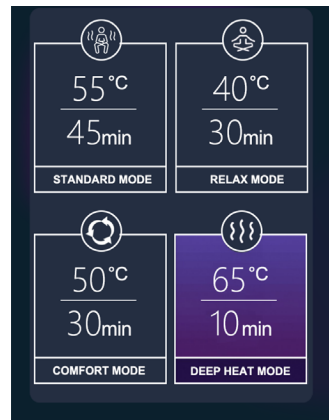 55°C
45min
STANDARD MODE
40°C
30min
RELAX MODE
50°C
30min
COMFORT MODE
65°C
10min
DEEP HEAT MODE